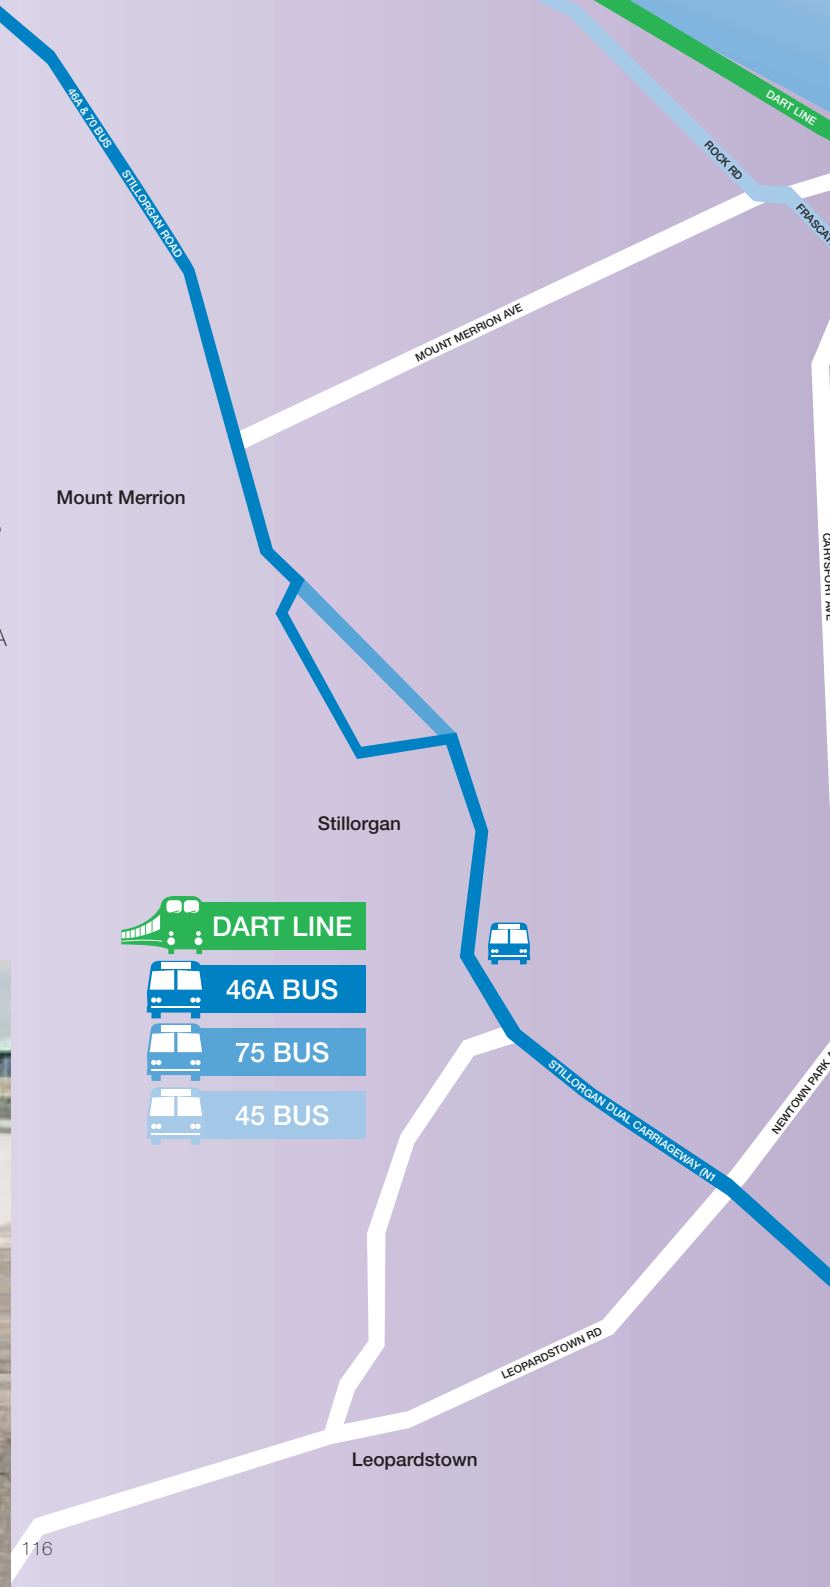 DART LINE
46A & 70 BUS
STILLORGAN ROAD
ROCK RD
MOUNT MERRION AVE
Mount Merrion
A
Stillorgan
DART LINE
46A BUS
75 BUS
45 BUS
STILLORGAN DUAL CARRIAGEWAY (N1
NEWTOWN PARK A
LEOPARDSTOWN RD
CARYSFORT AVE
Leopardstown
116